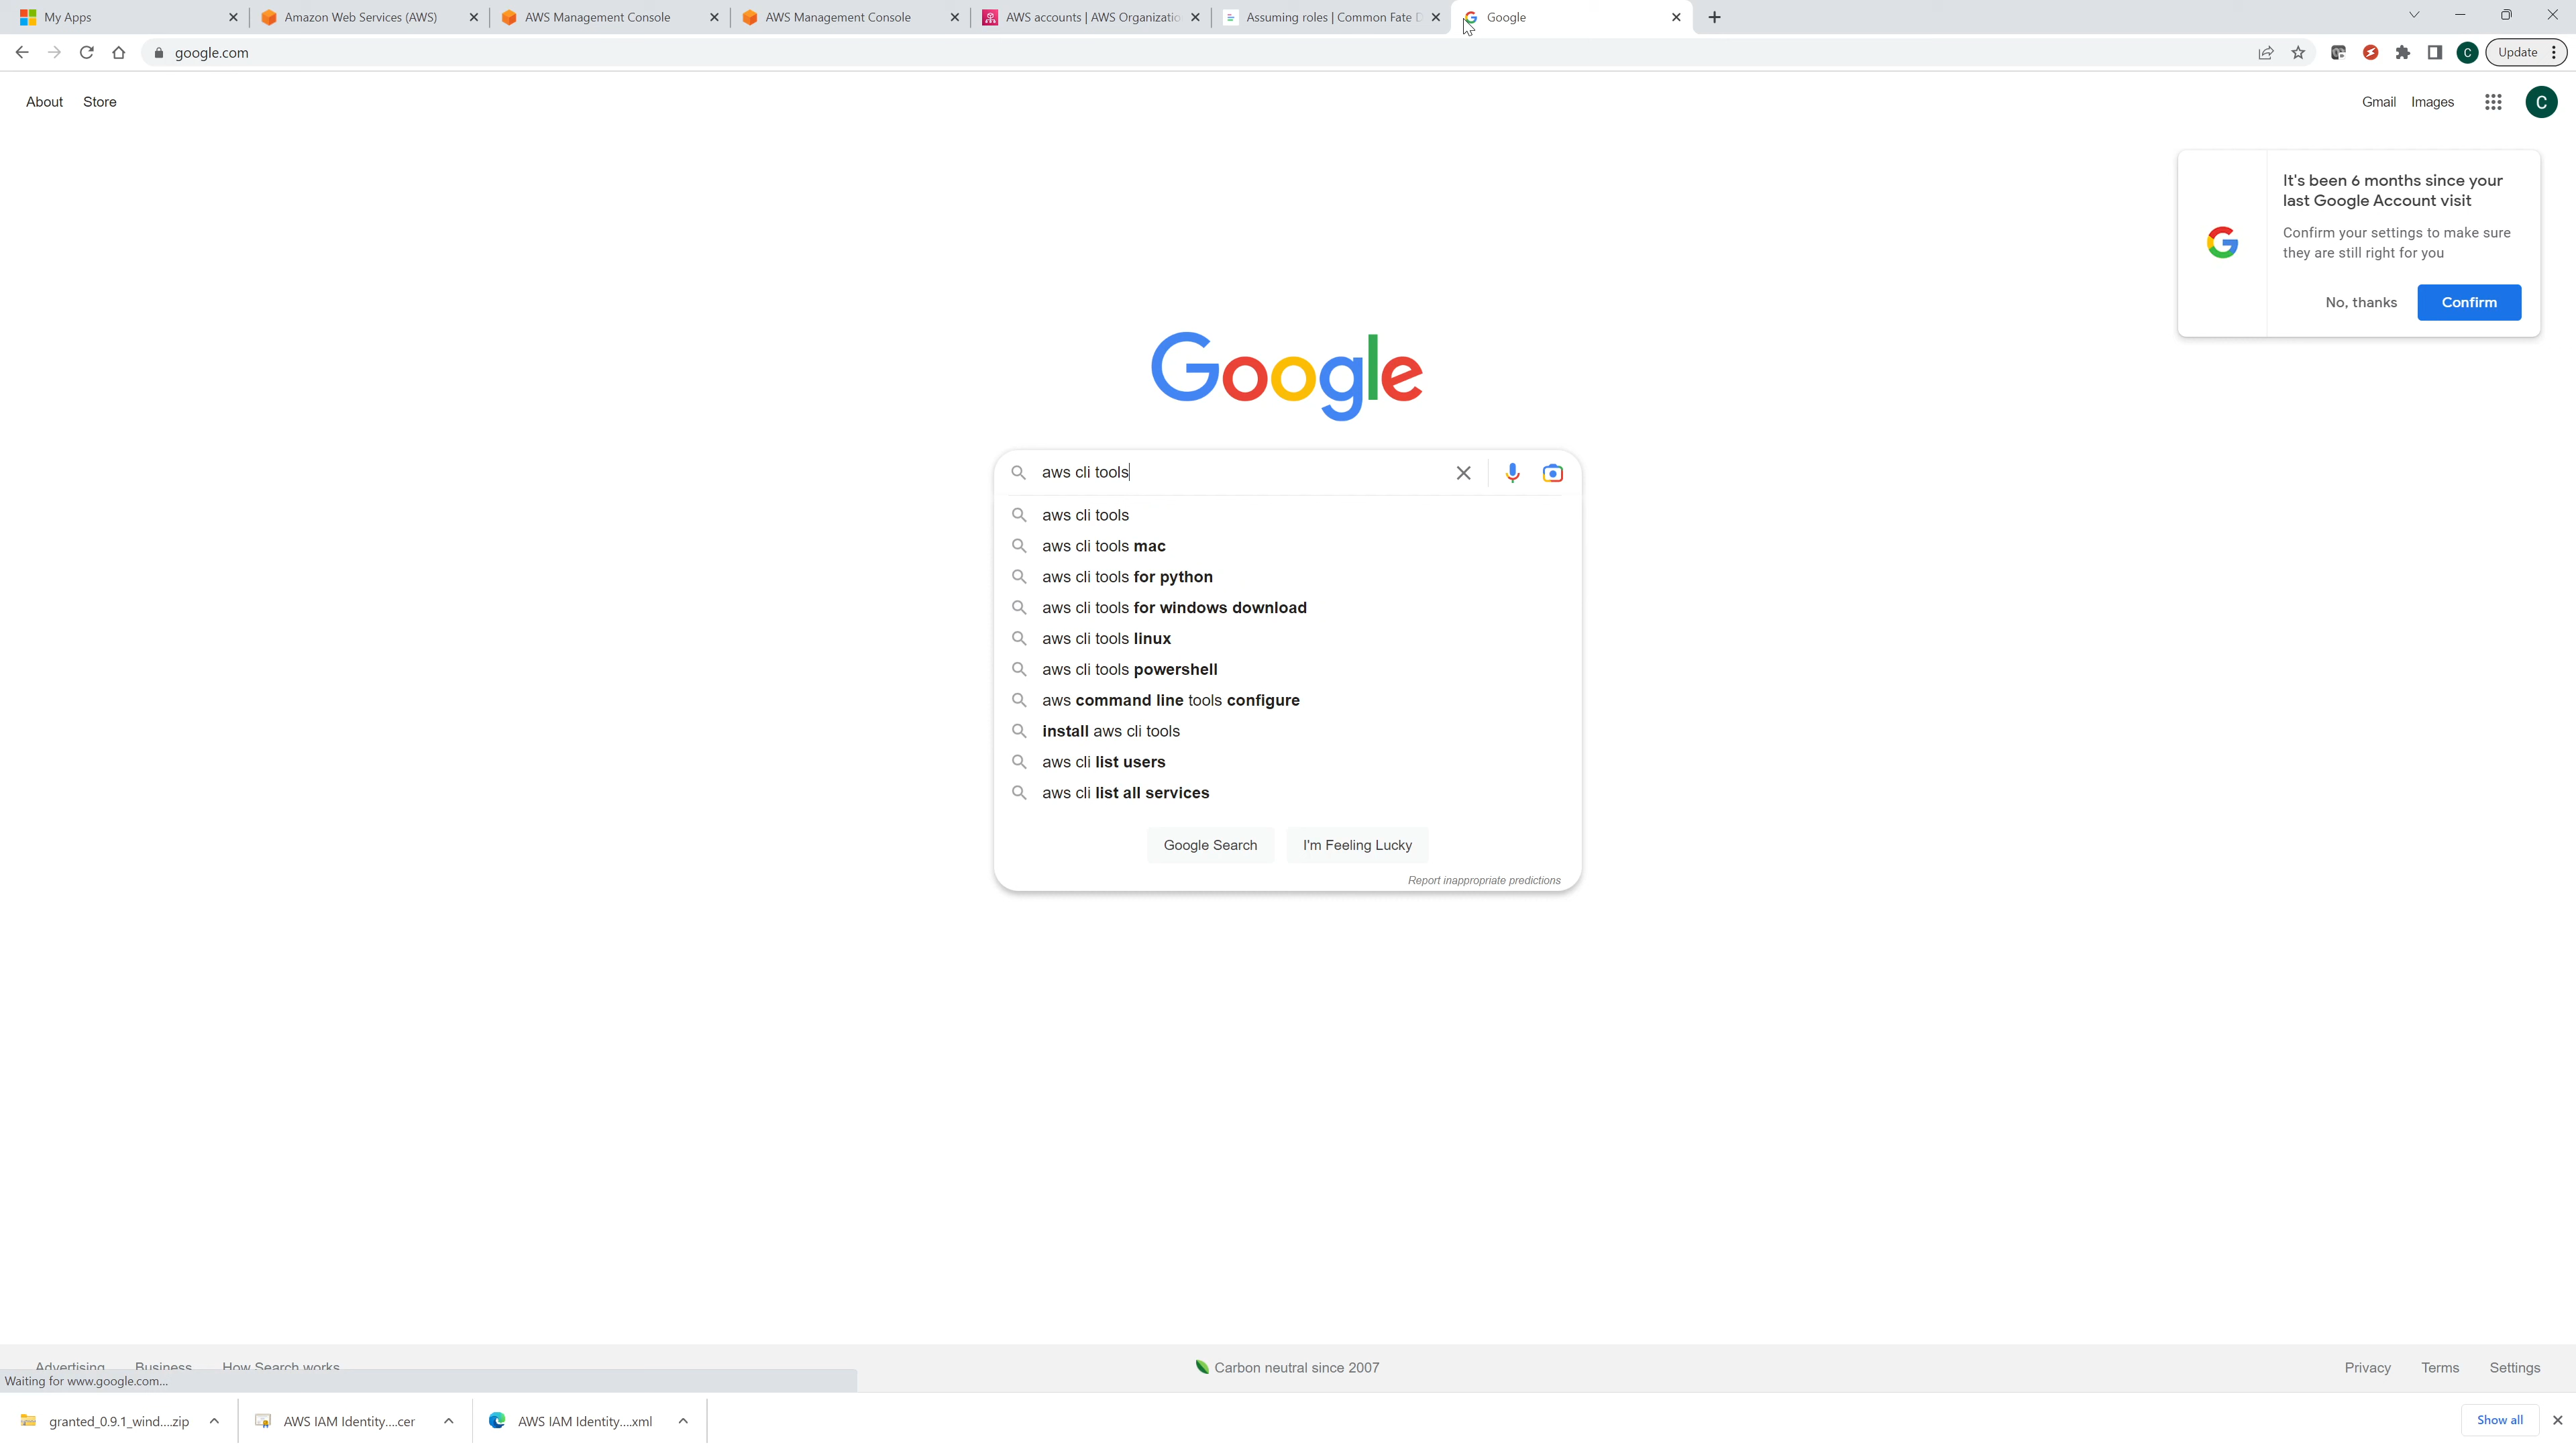 My Apps
Amazon Web Services (AWS)
AWS Management Console
AWS Management Console
AWS accounts | AWS Organizatio
Assuming roles | Common Fate D
Google
google.com
C
Update
About
Store
Gmail
Images
C
It's been 6 months since your
last Google Account visit
Confirm your settings to make sure
they are still right for you
No, thanks
Confirm
Google
aws cli tools
aws cli tools
aws cli tools mac
aws cli tools for python
aws cli tools for windows download
aws cli tools linux
aws cli tools powershell
aws command line tools configure
install aws cli tools
aws cli list users
aws cli list all services
Google Search
I'm Feeling Lucky
Report inappropriate predictions
Advertising
Business
How Search works
Carbon neutral since 2007
Privacy
Terms
Settings
Waiting for www.google.com...
granted_0.9.1_wind....zip
AWS IAM Identity....cer
AWS IAM Identity....xml
Show all